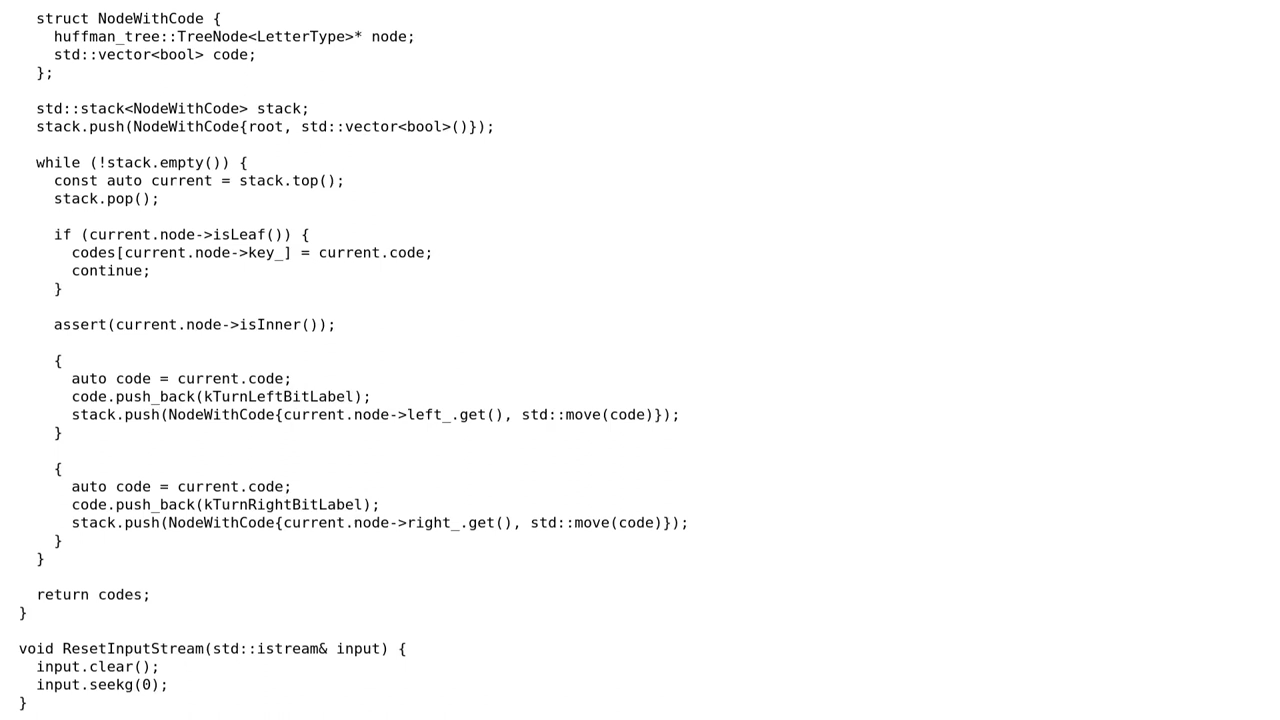 struct NodeWithCode {
    huffman_tree::TreeNode<LetterType>* node;
    std::vector<bool> code;
  };

  std::stack<NodeWithCode> stack;
  stack.push(NodeWithCode{root, std::vector<bool>()});

  while (!stack.empty()) {
    const auto current = stack.top();
    stack.pop();

    if (current.node->isLeaf()) {
      codes[current.node->key_] = current.code;
      continue;
    }

    assert(current.node->isInner());

    {
      auto code = current.code;
      code.push_back(kTurnLeftBitLabel);
      stack.push(NodeWithCode{current.node->left_.get(), std::move(code)});
    }

    {
      auto code = current.code;
      code.push_back(kTurnRightBitLabel);
      stack.push(NodeWithCode{current.node->right_.get(), std::move(code)});
    }
  }

  return codes;
}

void ResetInputStream(std::istream& input) {
  input.clear();
  input.seekg(0);
}